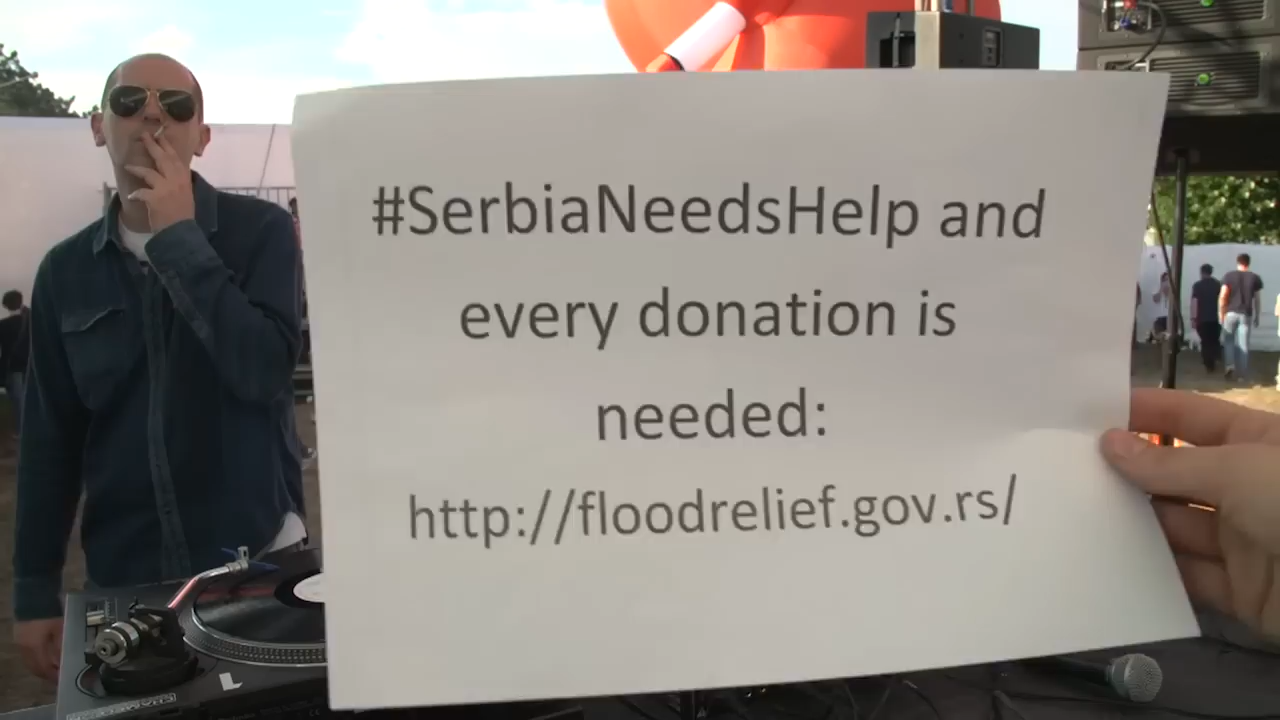 #SerbiaNeedsHelp and
every donation is
needed:
http://floodrelief.gov.rs/